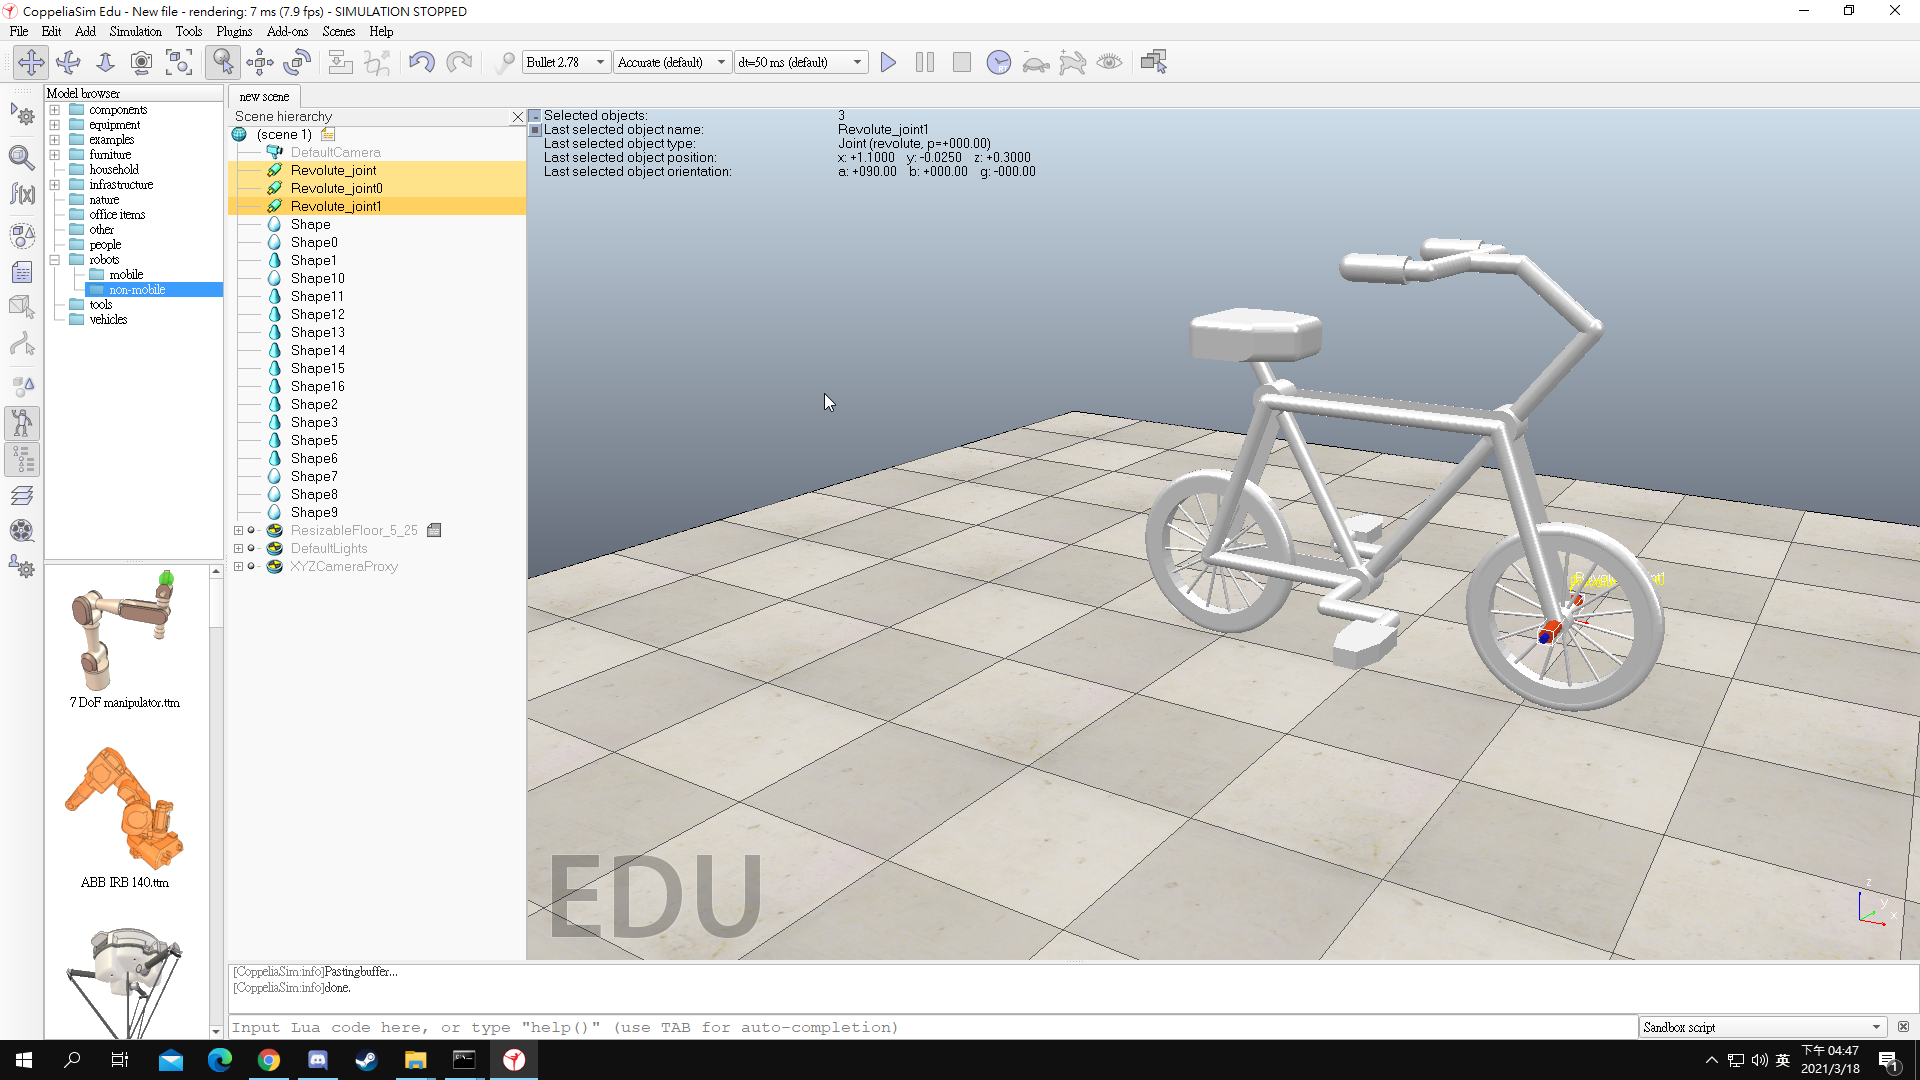 CoppeliaSim Edu - New file - rendering: 7 ms (7.9 fps) - SIMULATION STOPPED
File Edit Add Simulation Tools Plugins Add-ons Scenes Help
Bullet 2.78 Accurate (default) dt=50 ms (default)
Model browser
components
equipment
examples
furniture
household
infrastructure
nature
office items
other
people
robots
mobile
non-mobile
tools
vehicles
7 DoF manipulator.ttm
ABB IRB 140.ttm
new scene
Scene hierarchy
(scene 1)
DefaultCamera
Revolute_joint
Revolute_joint0
Revolute_joint1
Shape
Shape0
Shape1
Shape10
Shape11
Shape12
Shape13
Shape14
Shape15
Shape16
Shape2
Shape3
Shape5
Shape6
Shape7
Shape8
Shape9
ResizableFloor_5_25
DefaultLights
XYZCameraProxy
Selected objects: 3
Last selected object name: Revolute_joint1
Last selected object type: Joint (revolute, p=+000.00)
Last selected object position: x: +1.1000 y: -0.0250 z: +0.3000
Last selected object orientation: a: +090.00 b: +000.00 g: -000.00
EDU
z
y
x
[CoppeliaSim:info]Pastingbuffer...
[CoppeliaSim:info]done.
Input Lua code here, or type "help()" (use TAB for auto-completion)
Sandbox script
英
下午 04:47
2021/3/18
1